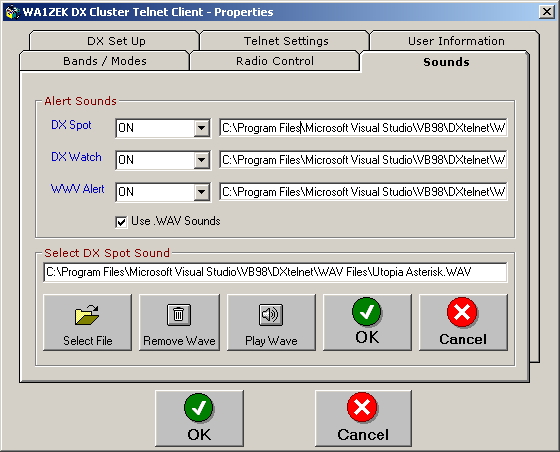 WA1ZEK DX Cluster Telnet Client - Properties
DX Set Up
Telnet Settings
User Information
Bands / Modes
Radio Control
Sounds
Alert Sounds
DX Spot
ON
C:\Program Files\Microsoft Visual Studio\VB98\DXtelnet\W
DX Watch
ON
C:\Program Files\Microsoft Visual Studio\VB98\DXtelnet\W
WWV Alert
ON
C:\Program Files\Microsoft Visual Studio\VB98\DXtelnet\W
Use .WAV Sounds
Select DX Spot Sound
C:\Program Files\Microsoft Visual Studio\VB98\DXtelnet\WAV Files\Utopia Asterisk.WAV
Select File
Remove Wave
Play Wave
OK
Cancel
OK
Cancel